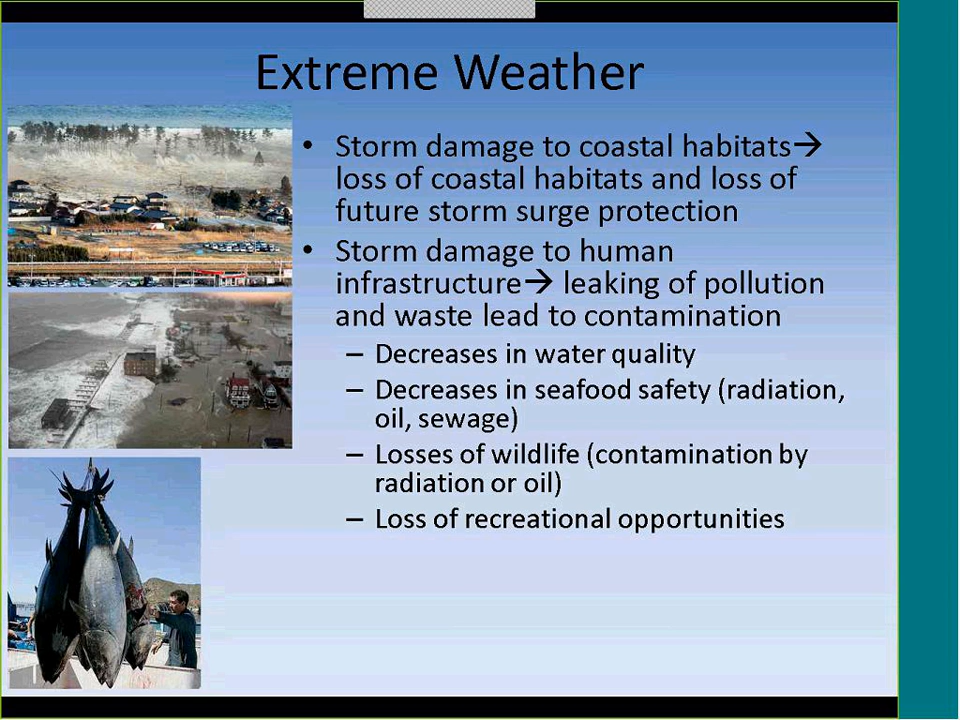 Extreme Weather
• Storm damage to coastal habitats→
loss of coastal habitats and loss of
future storm surge protection
• Storm damage to human
infrastructure→ leaking of pollution
and waste lead to contamination
– Decreases in water quality
– Decreases in seafood safety (radiation,
oil, sewage)
– Losses of wildlife (contamination by
radiation or oil)
– Loss of recreational opportunities